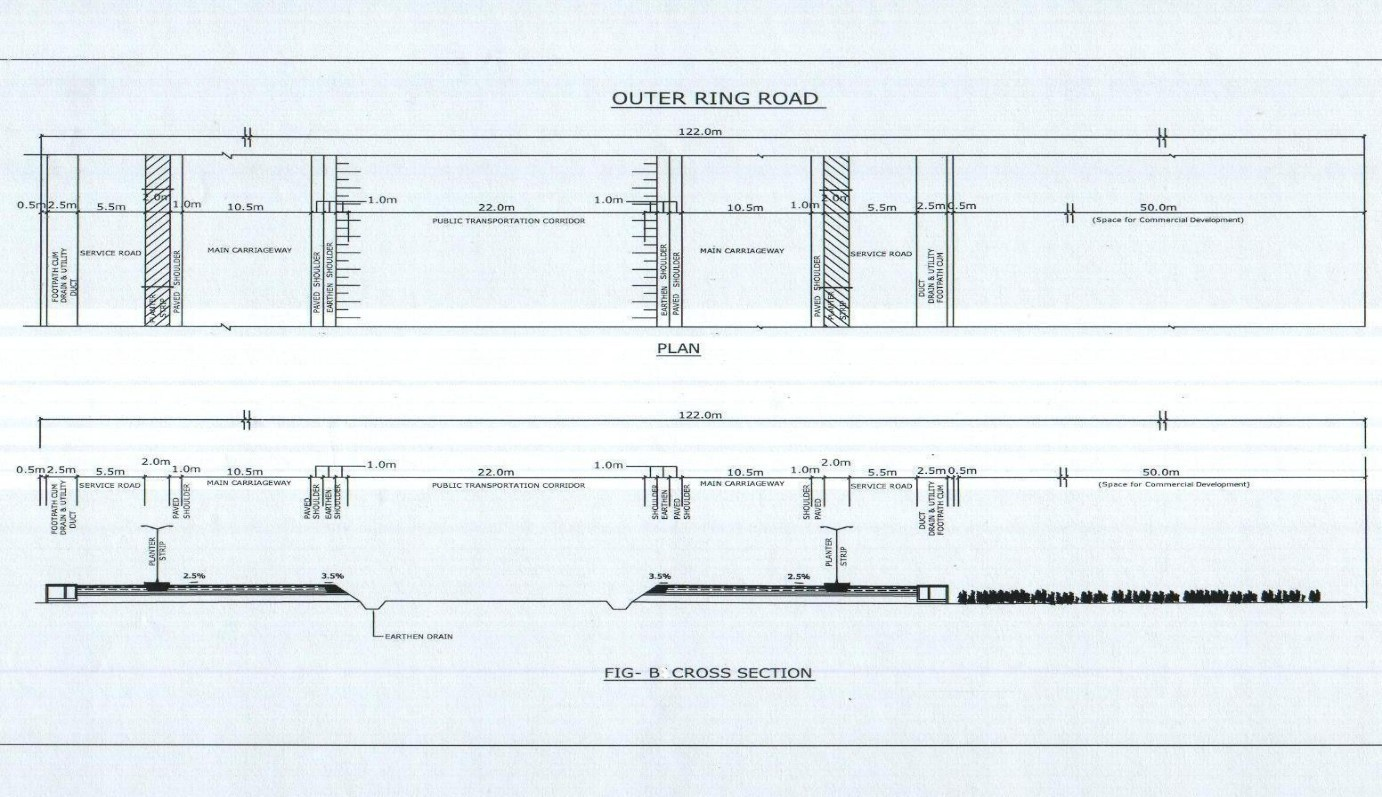 OUTER RING ROAD
122.0m
0.5m 2.5m 5.5m 2.0m 1.0m 10.5m 1.0m 22.0m 1.0m 10.5m 1.0m 2.0m 5.5m 2.5m 0.5m 50.0m
PUBLIC TRANSPORTATION CORRIDOR
(Space for Commercial Development)
SERVICE ROAD
MAIN CARRIAGEWAY
MAIN CARRIAGEWAY
SERVICE ROAD
FOOTPATH CUM
DRAIN & UTILITY
DUCT
PLANTER
STRIP
PAVED SHOULDER
PAVED SHOULDER
EARTHEN SHOULDER
EARTHEN SHOULDER
PAVED SHOULDER
PAVED SHOULDER
PLANTER
STRIP
DUCT
DRAIN & UTILITY
FOOTPATH CUM
PLAN
122.0m
0.5m 2.5m 5.5m 2.0m 1.0m 10.5m 1.0m 22.0m 1.0m 10.5m 1.0m 2.0m 5.5m 2.5m 0.5m 50.0m
SERVICE ROAD
MAIN CARRIAGEWAY
PUBLIC TRANSPORTATION CORRIDOR
MAIN CARRIAGEWAY
SERVICE ROAD
(Space for Commercial Development)
FOOTPATH CUM
DRAIN & UTILITY
DUCT
PAVED
SHOULDER
PAVED
SHOULDER
EARTHEN
SHOULDER
SHOULDER
EARTHEN
PAVED
SHOULDER
SHOULDER
PAVED
DUCT
DRAIN & UTILITY
FOOTPATH CUM
PLANTER
STRIP
PLANTER
STRIP
2.5%
3.5%
3.5%
2.5%
EARTHEN DRAIN
FIG- B CROSS SECTION